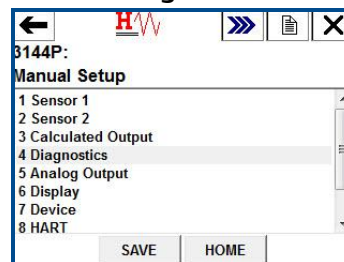 H
3144P:
Manual Setup
1 Sensor 1
2 Sensor 2
3 Calculated Output
4 Diagnostics
5 Analog Output
6 Display
7 Device
8 HART
SAVE HOME